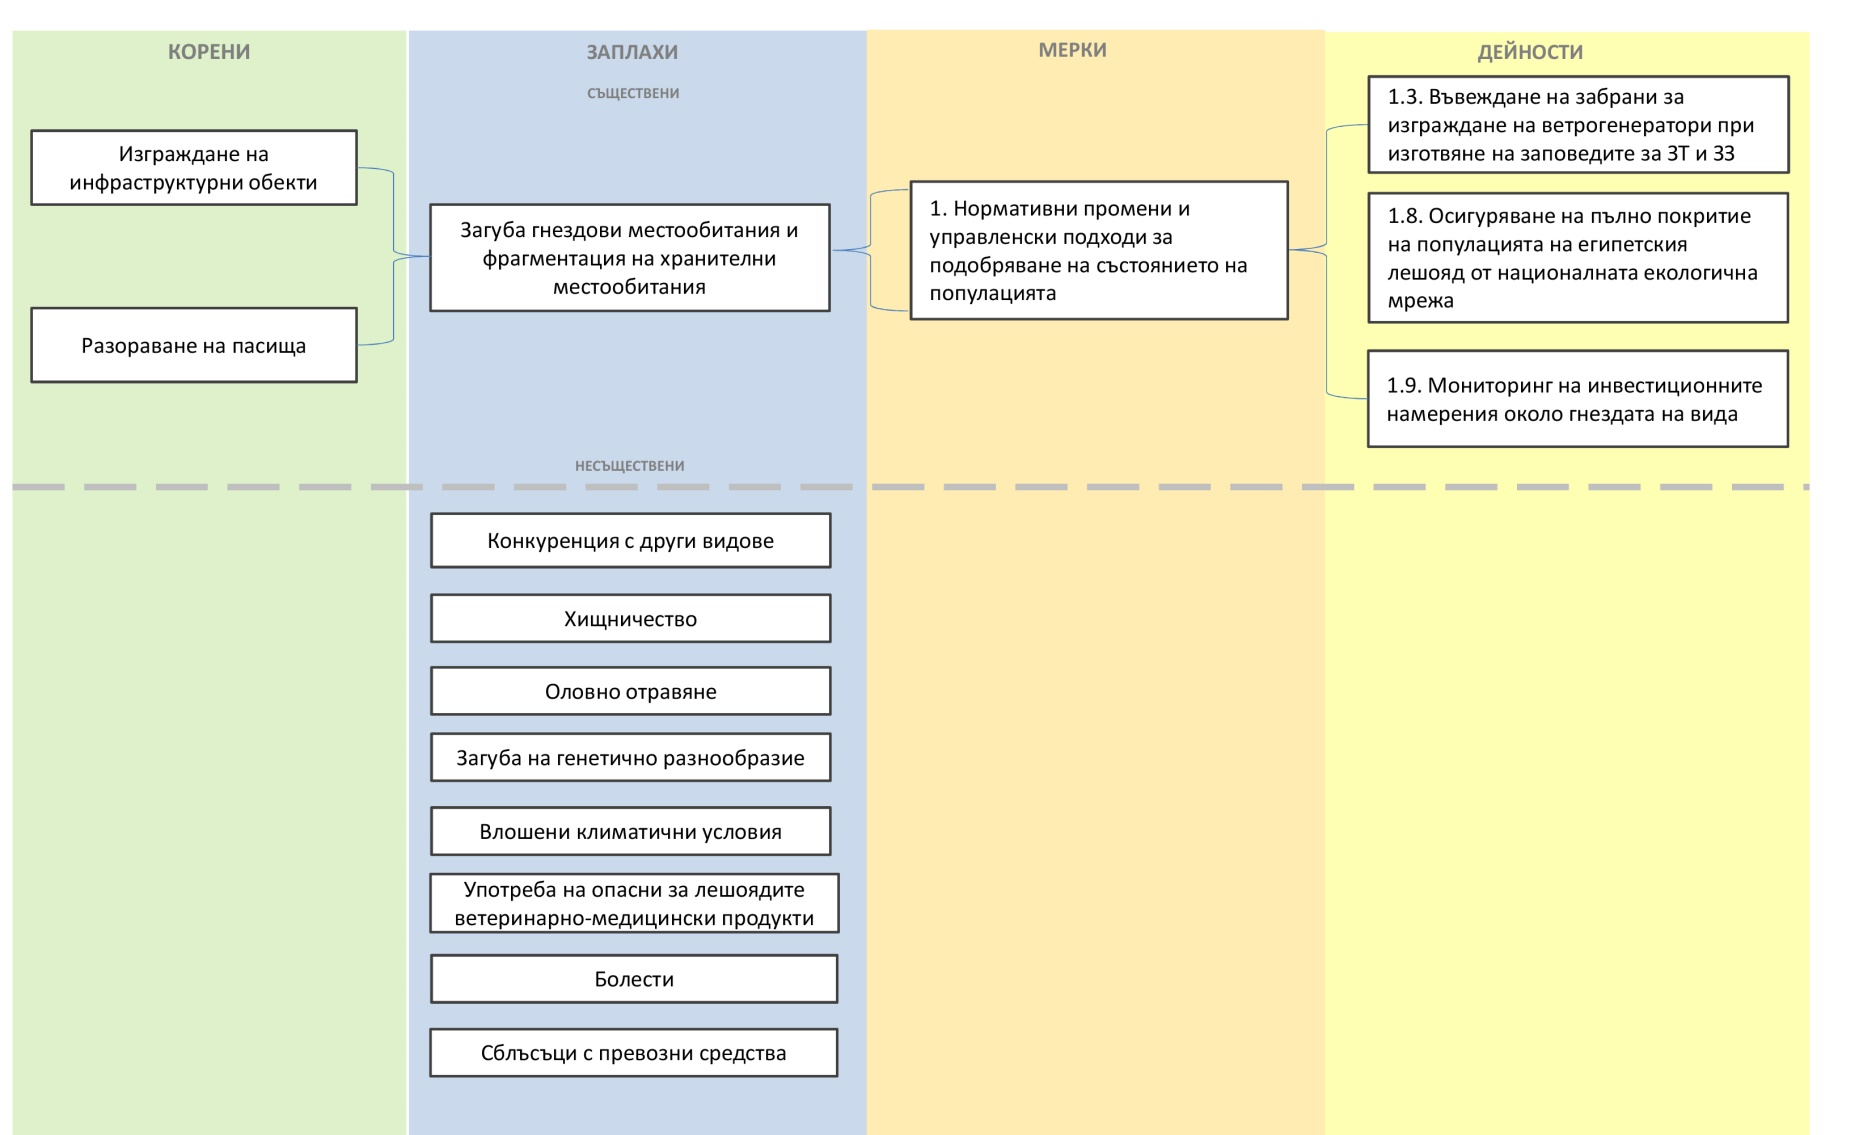 КОРЕНИ
Изграждане на
инфраструктурни обекти
Разораване на пасища
ЗАПЛАХИ
СЪЩЕСТВЕНИ
Загуба гнездови местообитания и
фрагментация на хранителни
местообитания
НЕСЪЩЕСТВЕНИ
Конкуренция с други видове
Хищничество
Оловно отравяне
Загуба на генетично разнообразие
Влошени климатични условия
Употреба на опасни за лешоядите
ветеринарно-медицински продукти
Болести
Сблъсъци с превозни средства
МЕРКИ
1. Нормативни промени и
управленски подходи за
подобряване на състоянието на
популацията
ДЕЙНОСТИ
1.3. Въвеждане на забрани за
изграждане на ветрогенератори при
изготвяне на заповедите за ЗТ и ЗЗ
1.8. Осигуряване на пълно покритие
на популацията на египетския
лешояд от националната екологична
мрежа
1.9. Мониторинг на инвестиционните
намерения около гнездата на вида